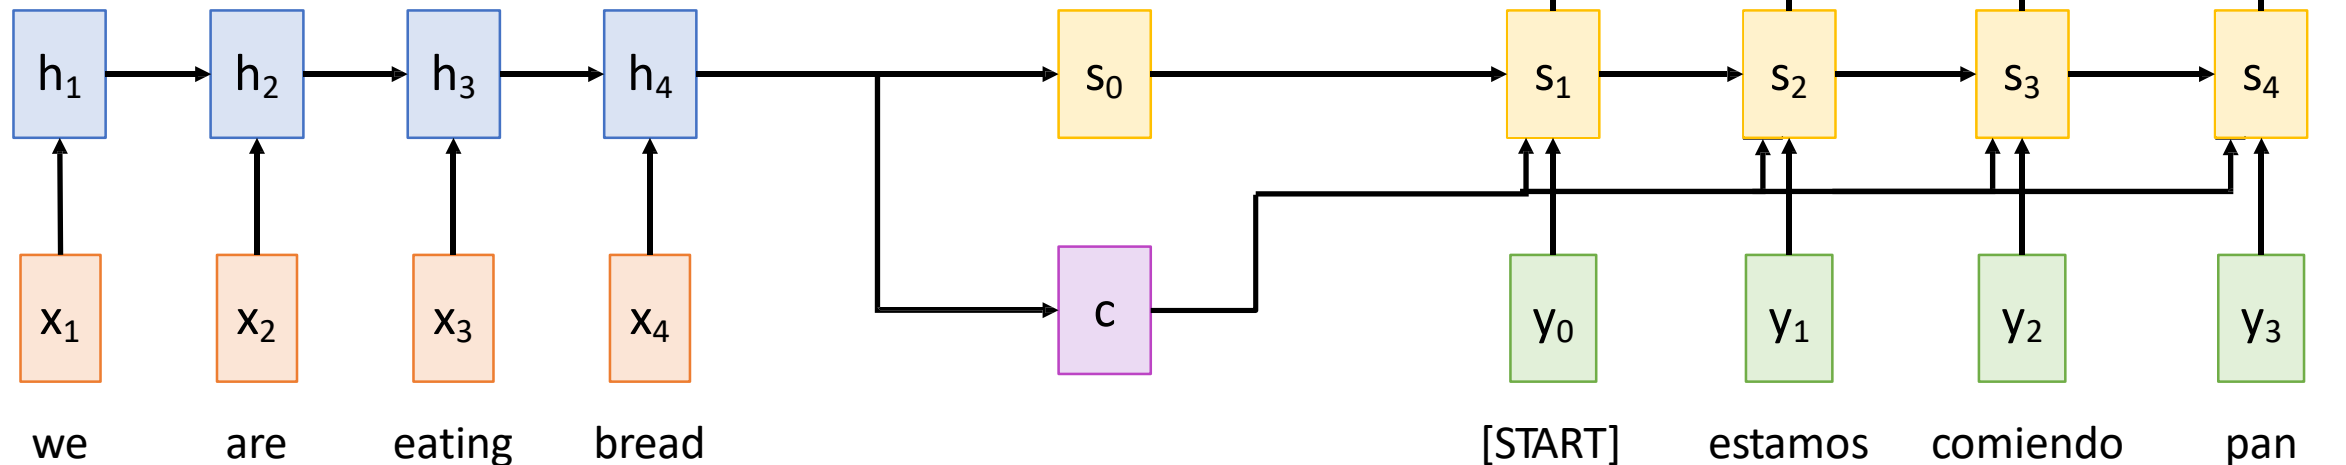 h₁ h₂ h₃ h₄ s₀ s₁ s₂ s₃ s₄
x₁ x₂ x₃ x₄ c y₀ y₁ y₂ y₃
we are eating bread [START] estamos comiendo pan